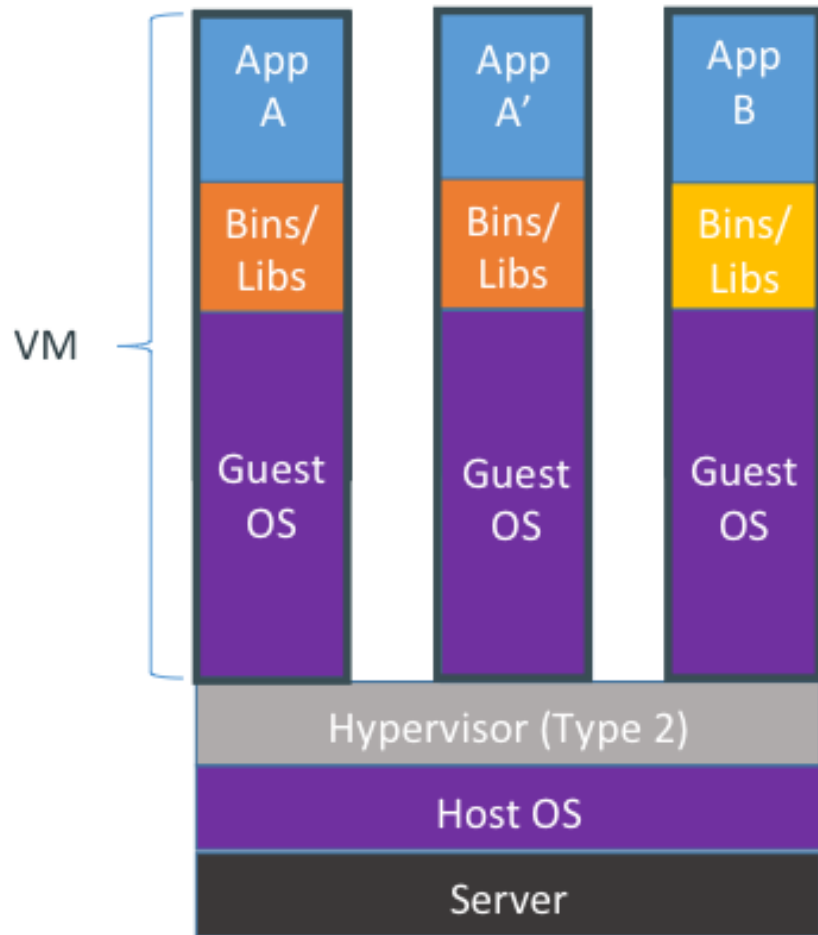 App
A
App
A’
App
B
Bins/
Libs
Bins/
Libs
Bins/
Libs
VM
Guest
OS
Guest
OS
Guest
OS
Hypervisor (Type 2)
Host OS
Server